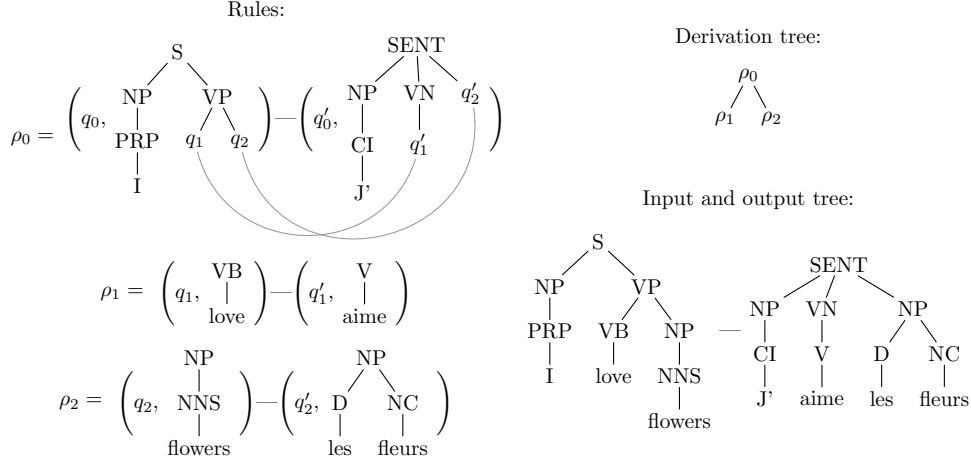 Rules:
S SENT
NP VP NP VN q′₂
ρ₀ = (q₀, PRP q₁ q₂) — (q′₀, CI q′₁)
I J'
VB V
ρ₁ = (q₁, ) — (q′₁, )
love aime
NP NP
ρ₂ = (q₂, NNS) — (q′₂, D NC)
flowers les fleurs
Derivation tree:
ρ₀
ρ₁ ρ₂
Input and output tree:
S
SENT
NP VP NP VN NP
PRP VB NP — CI V D NC
I love NNS J' aime les fleurs
flowers